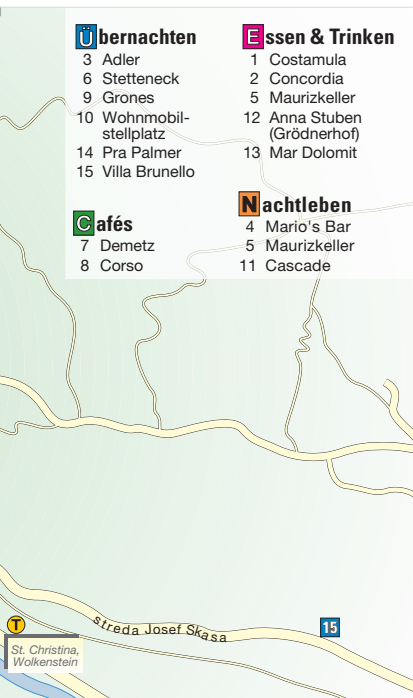 Übernachten
3 Adler
6 Stetteneck
9 Grones
10 Wohnmobil-
stellplatz
14 Pra Palmer
15 Villa Brunello
Cafés
7 Demetz
8 Corso
Essen & Trinken
1 Costamula
2 Concordia
5 Maurizkeller
12 Anna Stuben
(Grödnerhof)
13 Mar Dolomit
Nachtleben
4 Mario's Bar
5 Maurizkeller
11 Cascade
streda Josef Skasa
15
T
St. Christina,
Wolkenstein